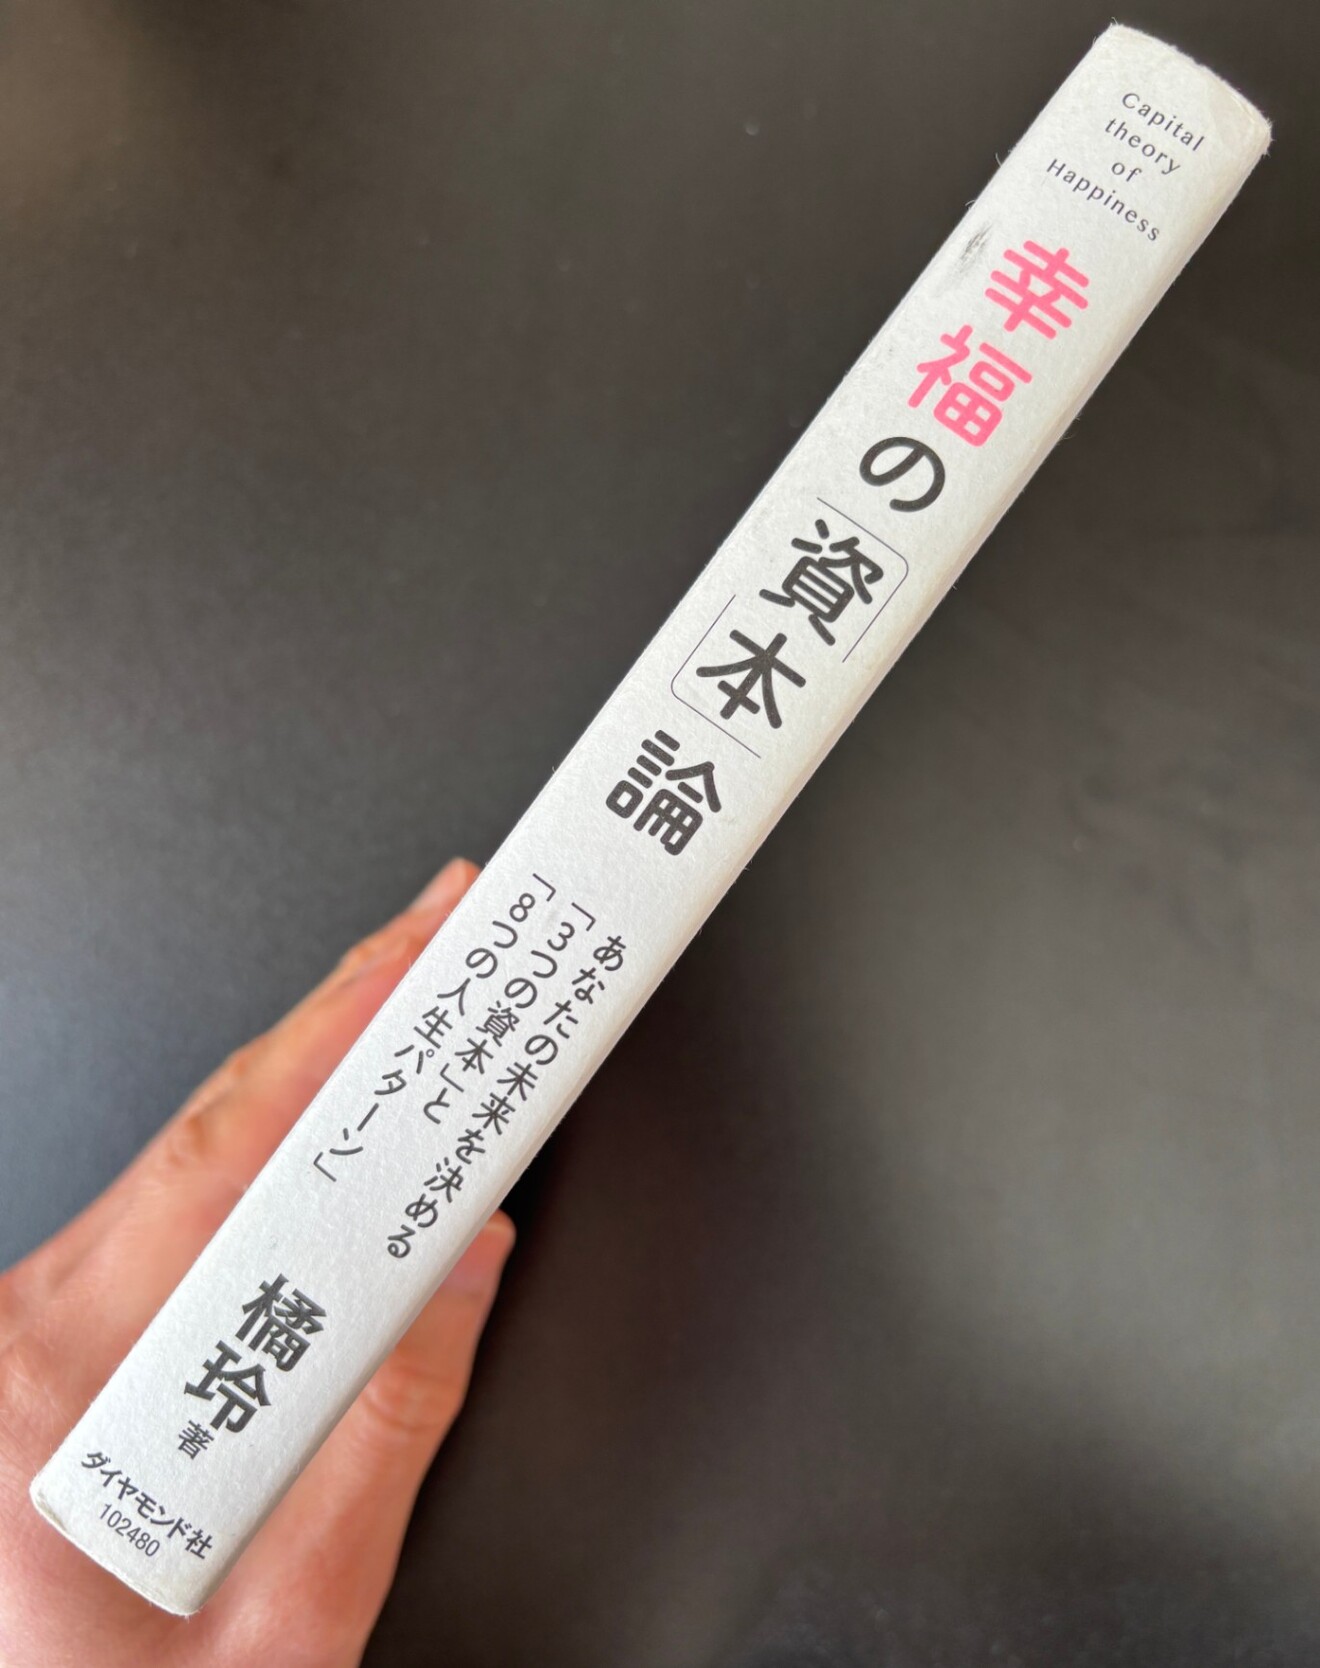 Capital
theory
of
Happiness
幸福の「資本」論
あなたの未来を決める
「3つの資本」と
「8つの人生パターン」
橘玲 著
ダイヤモンド社
102480